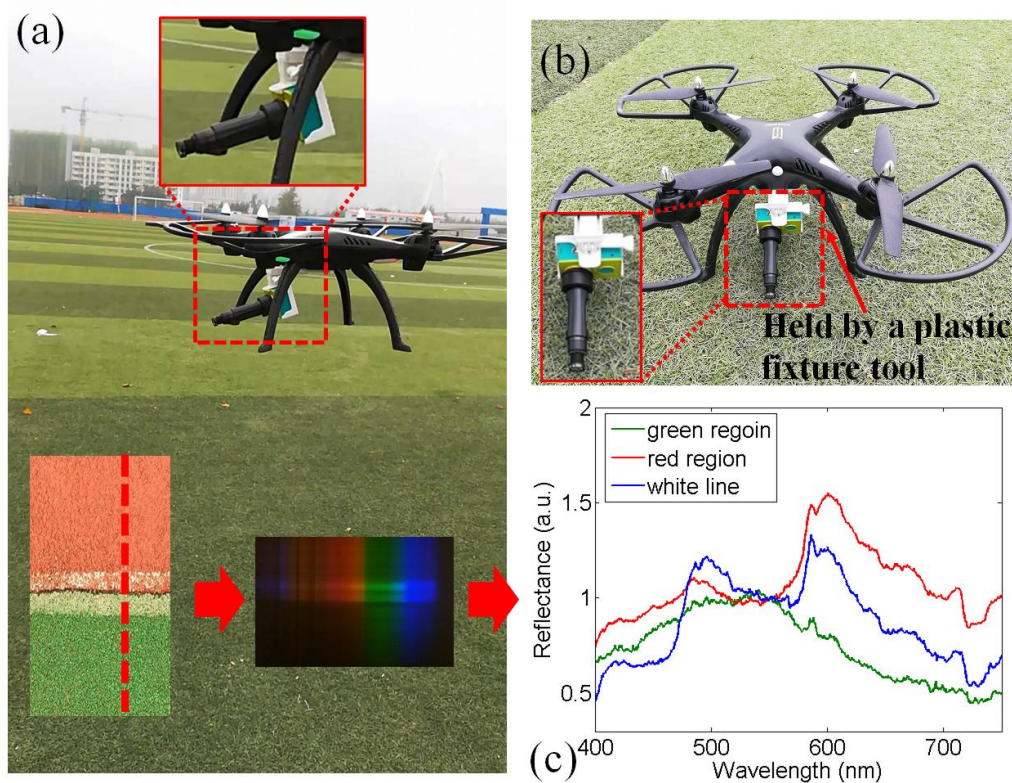 (a)
(b)
Held by a plastic
fixture tool
2
1.5
1
0.5
Reflectance (a.u.)
green regoin
red region
white line
400
500
600
700
Wavelength (nm)
(c)